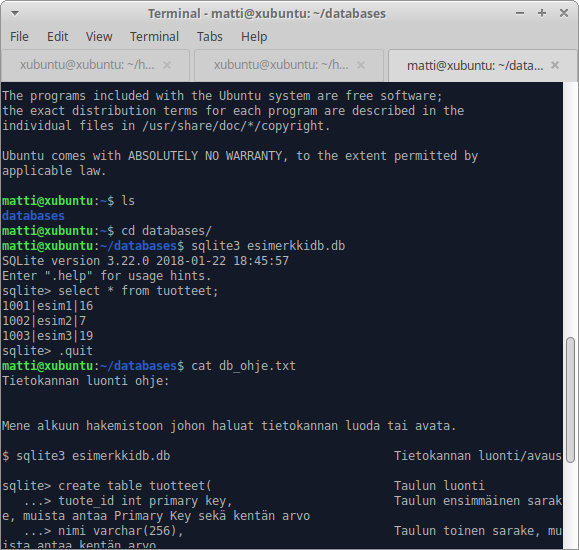 Terminal - matti@xubuntu: ~/databases
File Edit View Terminal Tabs Help
xubuntu@xubuntu: ~/h... xubuntu@xubuntu: ~/h... matti@xubuntu: ~/data...
The programs included with the Ubuntu system are free software;
the exact distribution terms for each program are described in the
individual files in /usr/share/doc/*/copyright.
Ubuntu comes with ABSOLUTELY NO WARRANTY, to the extent permitted by
applicable law.
matti@xubuntu:~$ ls
databases
matti@xubuntu:~$ cd databases/
matti@xubuntu:~/databases$ sqlite3 esimerkkidb.db
SQLite version 3.22.0 2018-01-22 18:45:57
Enter ".help" for usage hints.
sqlite> select * from tuotteet;
1001|esim1|16
1002|esim2|7
1003|esim3|19
sqlite> .quit
matti@xubuntu:~/databases$ cat db_ohje.txt
Tietokannan luonti ohje:
Mene alkuun hakemistoon johon haluat tietokannan luoda tai avata.
$ sqlite3 esimerkkidb.db Tietokannan luonti/avaus
sqlite> create table tuotteet( Taulun luonti
...> tuote_id int primary key, Taulun ensimmäinen sarak
e, muista antaa Primary Key sekä kentän arvo
...> nimi varchar(256), Taulun toinen sarake, mu
ista antaa kentän arvo